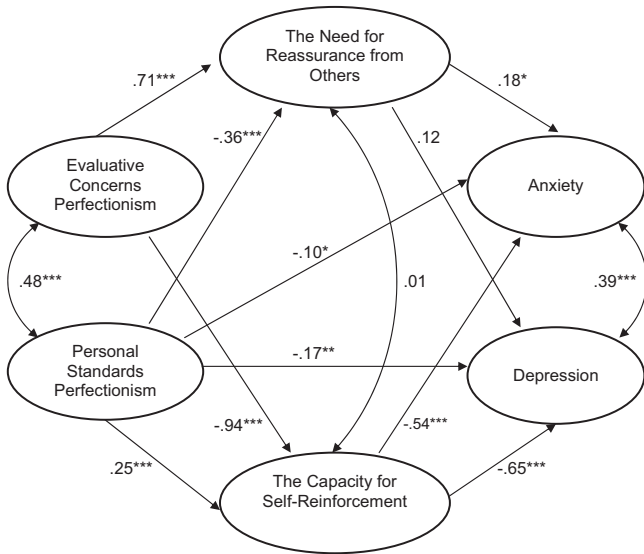 The Need for
Reassurance from
Others
.71***
.18*
-.36***
.12
Evaluative
Concerns
Perfectionism
Anxiety
-.10*
.48***
.01
.39***
Personal
Standards
Perfectionism
-.17**
Depression
-.94***
-.54***
.25***
The Capacity for
Self-Reinforcement
-.65***